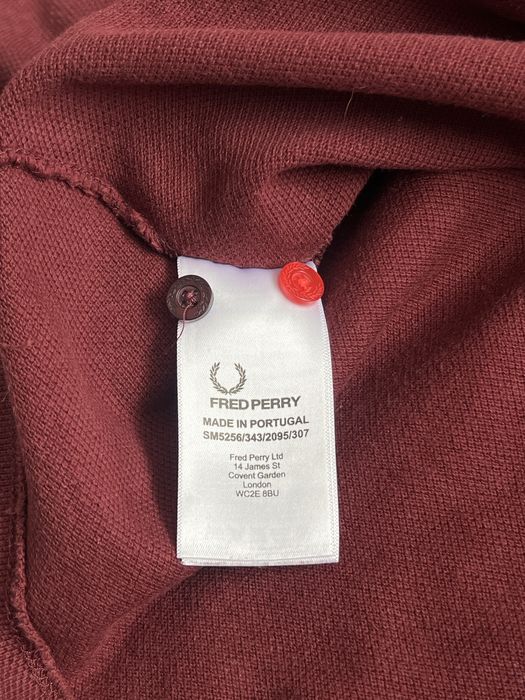 FRED PERRY
MADE IN PORTUGAL
SM5256/343/2095/307
Fred Perry Ltd
14 James St
Covent Garden
London
WC2E 8BU